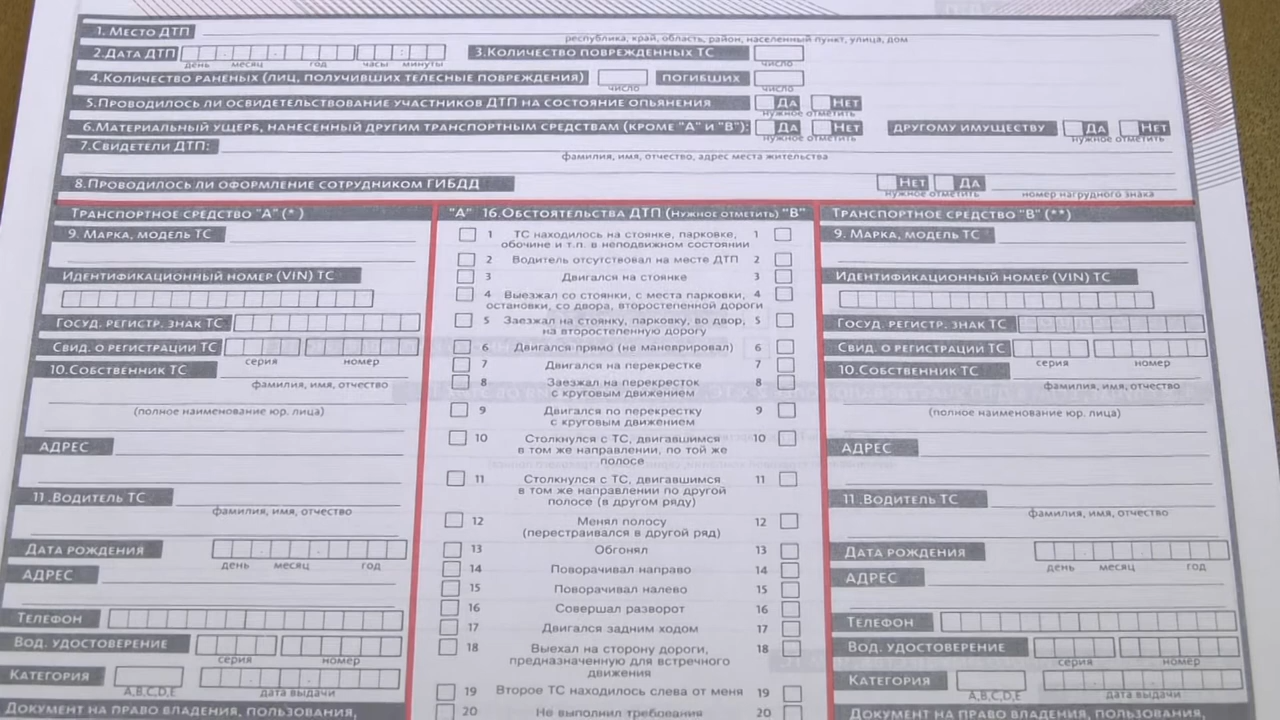 1. Место ДТП
республика, край, область, район, населенный пункт, улица, дом
2.Дата ДТП
день месяц год часы минуты
3.Количество поврежденных ТС
число
4.Количество раненых (лиц, получивших телесные повреждения)
число
погибших
число
5.Проводилось ли освидетельствование участников ДТП на состояние опьянения
Да Нет
нужное отметить
6.Материальный ущерб, нанесенный другим транспортным средствам (кроме "А" и "В"):
Да Нет
нужное отметить
другому имуществу
Да Нет
нужное отметить
7.Свидетели ДТП:
фамилия, имя, отчество, адрес места жительства
8.Проводилось ли оформление сотрудником ГИБДД
Нет Да
нужное отметить
номер нагрудного знака
Транспортное средство "А" (*)
9. Марка, модель ТС
Идентификационный номер (VIN) ТС
Госуд. регистр. знак ТС
Свид. о регистрации ТС
серия номер
10.Собственник ТС
фамилия, имя, отчество
(полное наименование юр. лица)
Адрес
11.Водитель ТС
фамилия, имя, отчество
Дата рождения
день месяц год
Адрес
Телефон
Вод. удостоверение
серия номер
Категория
A,B,C,D,E дата выдачи
Документ на право владения, пользования,
"А" 16.Обстоятельства ДТП (Нужное отметить) "В"
1 ТС находилось на стоянке, парковке, 1
обочине и т.п. в неподвижном состоянии
2 Водитель отсутствовал на месте ДТП 2
3 Двигался на стоянке 3
4 Выезжал со стоянки, с места парковки, 4
остановки, со двора, второстепенной дороги
5 Заезжал на стоянку, парковку, во двор, 5
на второстепенную дорогу
6 Двигался прямо (не маневрировал) 6
7 Двигался на перекрестке 7
8 Заезжал на перекресток 8
с круговым движением
9 Двигался по перекрестку 9
с круговым движением
10 Столкнулся с ТС, двигавшимся 10
в том же направлении, по той же
полосе
11 Столкнулся с ТС, двигавшимся 11
в том же направлении по другой
полосе (в другом ряду)
12 Менял полосу 12
(перестраивался в другой ряд)
13 Обгонял 13
14 Поворачивал направо 14
15 Поворачивал налево 15
16 Совершал разворот 16
17 Двигался задним ходом 17
18 Выехал на сторону дороги, 18
предназначенную для встречного
движения
19 Второе ТС находилось слева от меня 19
20 Не выполнил требования 20
Транспортное средство "В" (**)
9. Марка, модель ТС
Идентификационный номер (VIN) ТС
Госуд. регистр. знак ТС
Свид. о регистрации ТС
серия номер
10.Собственник ТС
фамилия, имя, отчество
(полное наименование юр. лица)
Адрес
11.Водитель ТС
фамилия, имя, отчество
Дата рождения
день месяц год
Адрес
Телефон
Вод. удостоверение
серия номер
Категория
A,B,C,D,E дата выдачи
Документ на право владения, пользования,